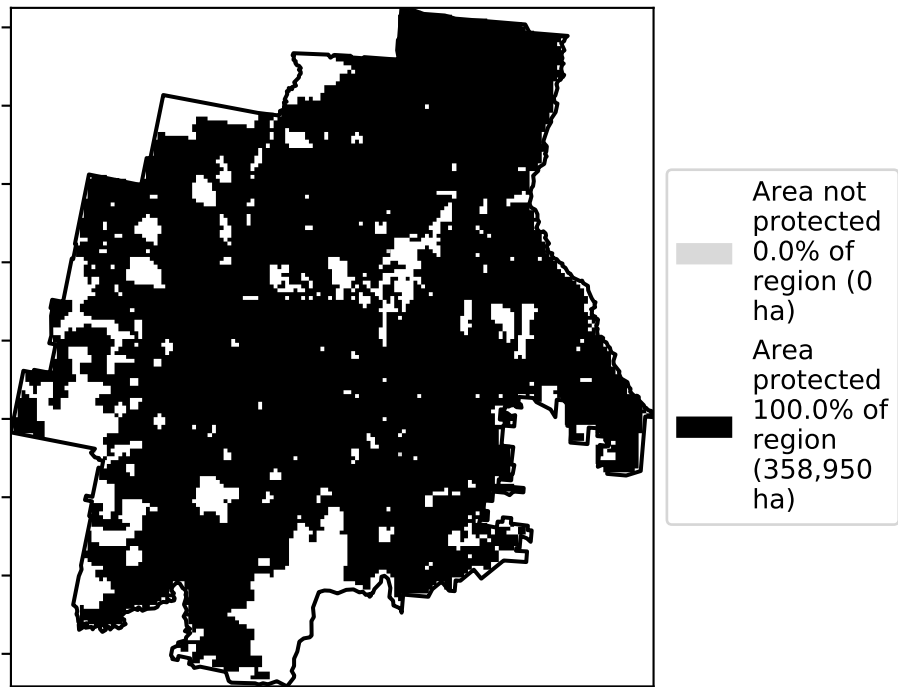 Area not
protected
0.0% of
region (0
ha)
Area
protected
100.0% of
region
(358,950
ha)